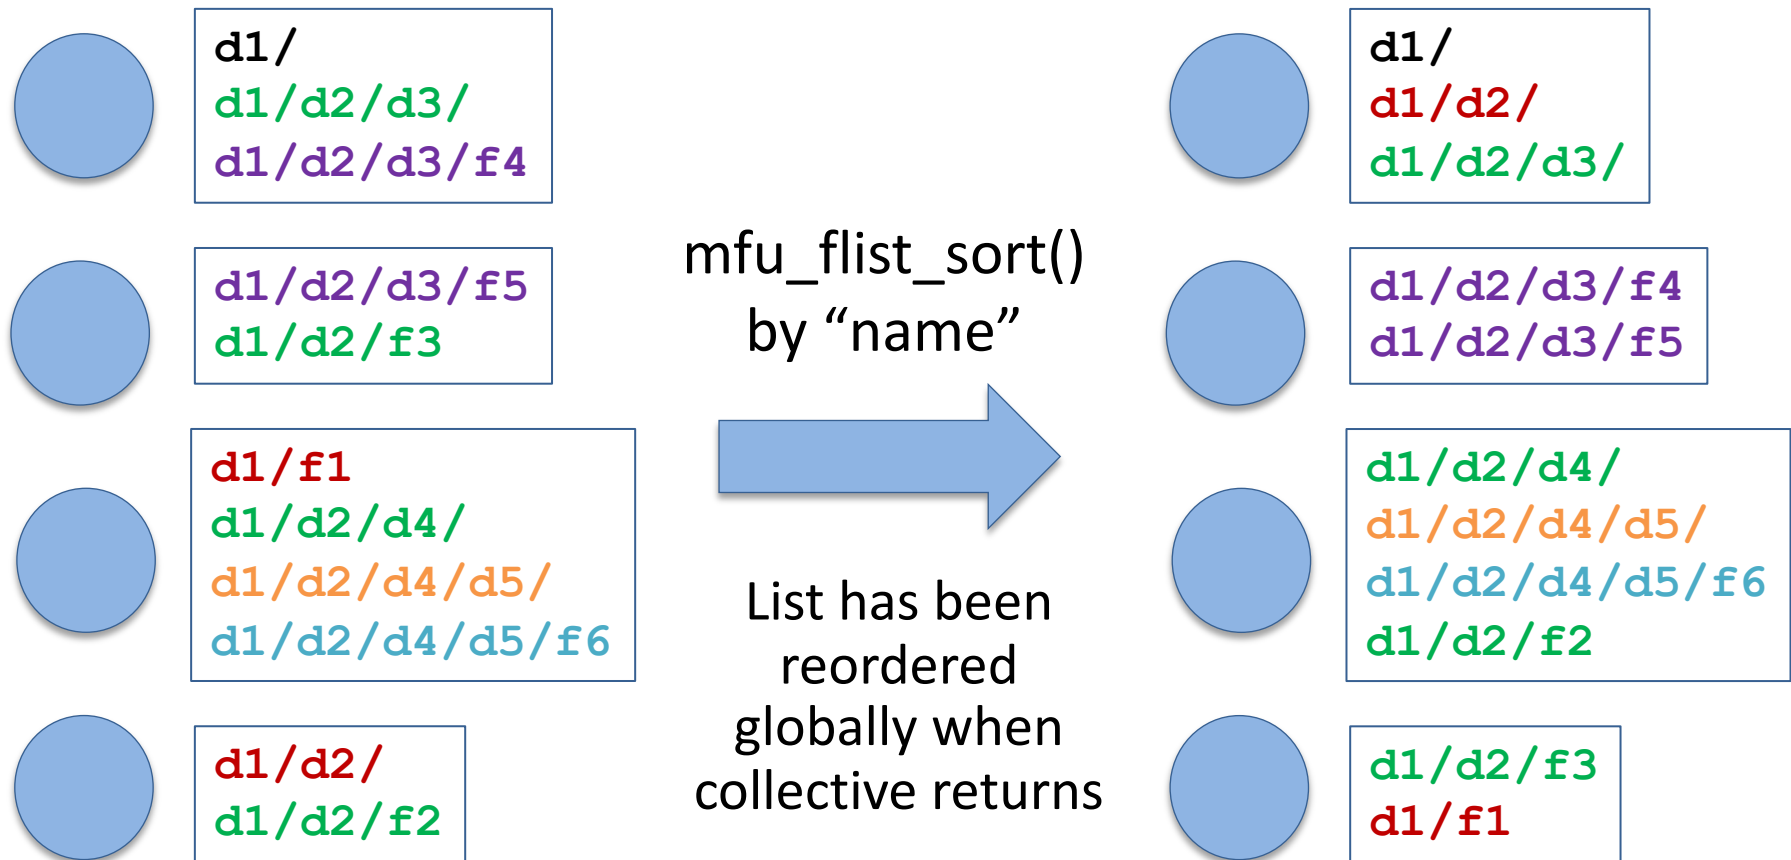 d1/
d1/d2/d3/
d1/d2/d3/f4
d1/d2/d3/f5
d1/d2/f3
d1/f1
d1/d2/d4/
d1/d2/d4/d5/
d1/d2/d4/d5/f6
d1/d2/
d1/d2/f2
mfu_flist_sort()
by “name”
List has been
reordered
globally when
collective returns
d1/
d1/d2/
d1/d2/d3/
d1/d2/d3/f4
d1/d2/d3/f5
d1/d2/d4/
d1/d2/d4/d5/
d1/d2/d4/d5/f6
d1/d2/f2
d1/d2/f3
d1/f1